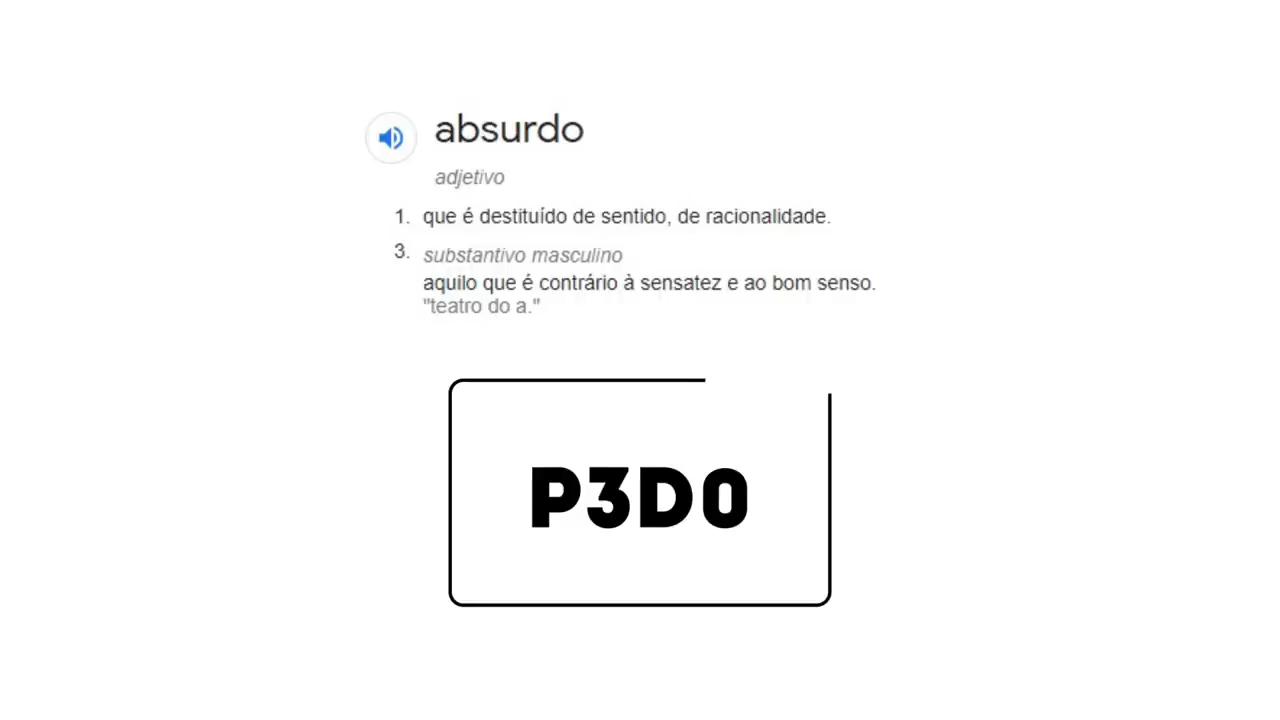 absurdo
adjetivo
1. que é destituído de sentido, de racionalidade.
3. substantivo masculino
aquilo que é contrário à sensatez e ao bom senso.
"teatro do a."
P3D0